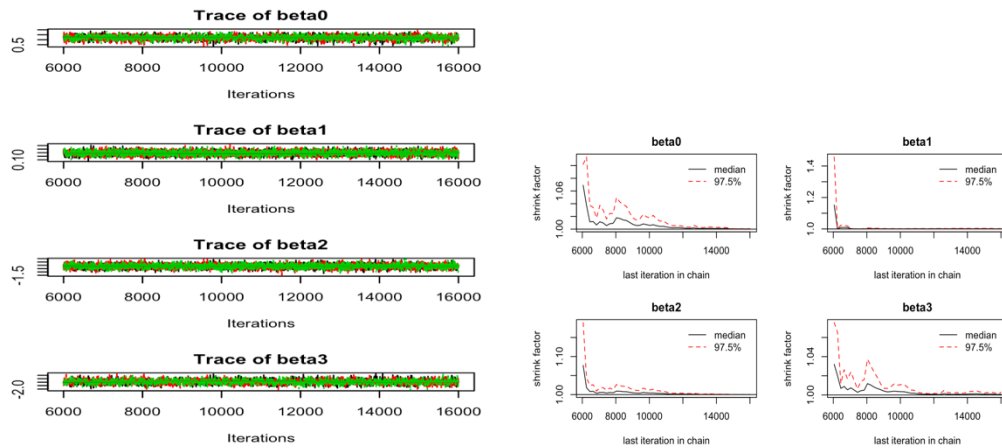 Trace of beta0
0.5
6000 8000 10000 12000 14000 16000
Iterations
Trace of beta1
0.10
6000 8000 10000 12000 14000 16000
Iterations
Trace of beta2
-1.5
6000 8000 10000 12000 14000 16000
Iterations
Trace of beta3
-2.0
6000 8000 10000 12000 14000 16000
Iterations
beta0
shrink factor
1.00 1.06
median
97.5%
6000 8000 10000 14000
last iteration in chain
beta1
shrink factor
1.0 1.2 1.4
median
97.5%
6000 8000 10000 14000
last iteration in chain
beta2
shrink factor
1.00 1.10
median
97.5%
6000 8000 10000 14000
last iteration in chain
beta3
shrink factor
1.00 1.04
median
97.5%
6000 8000 10000 14000
last iteration in chain